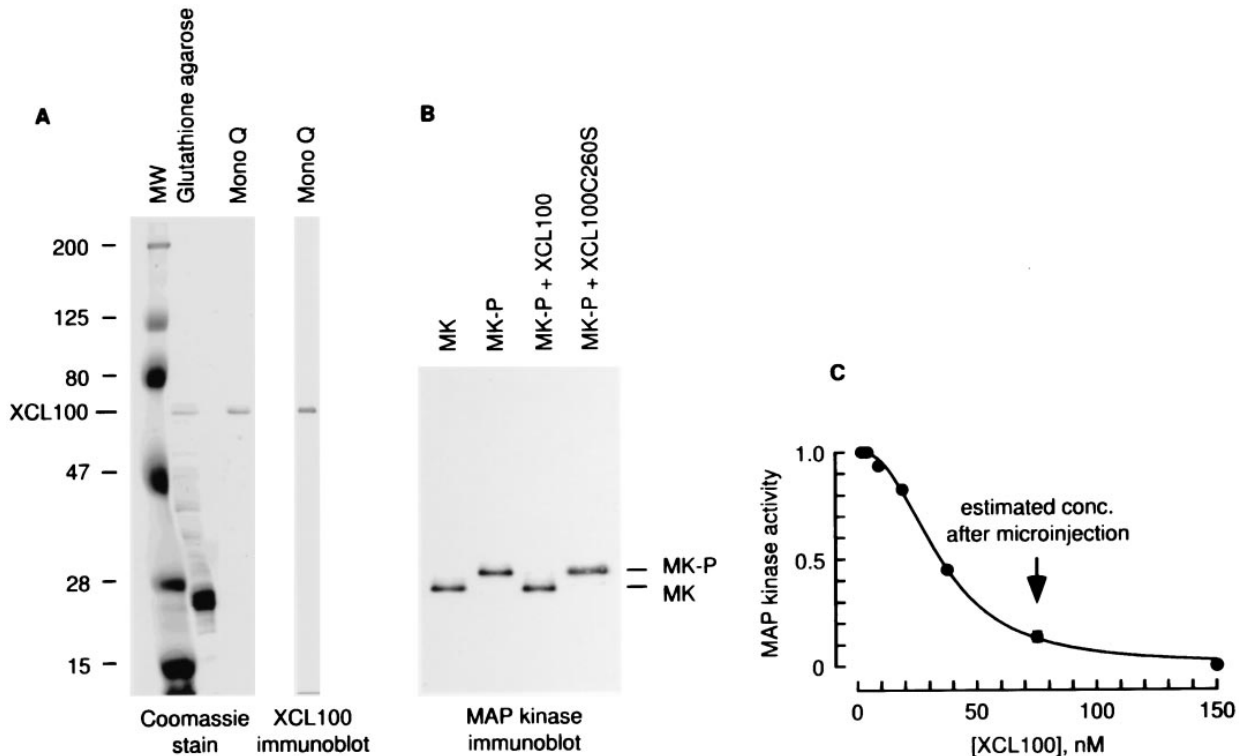 A
MW
Glutathione agarose
Mono Q
Mono Q
200
125
80
XCL100
47
28
15
Coomassie
stain
XCL100
immunoblot
B
MK
MK-P
MK-P + XCL100
MK-P + XCL100C260S
MK-P
MK
MAP kinase
immunoblot
C
MAP kinase activity
1.0
0.5
0
estimated conc.
after microinjection
0 50 100 150
[XCL100], nM